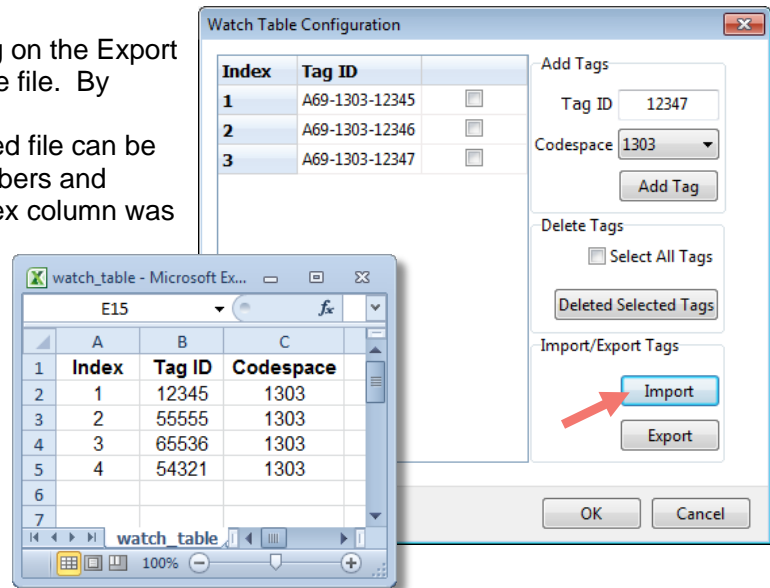 g on the Export
e file. By
ed file can be
bers and
ex column was
Watch Table Configuration
Index Tag ID
1 A69-1303-12345
2 A69-1303-12346
3 A69-1303-12347
Add Tags
Tag ID 12347
Codespace 1303
Add Tag
Delete Tags
Select All Tags
Deleted Selected Tags
Import/Export Tags
Import
Export
OK Cancel
watch_table - Microsoft Ex...
E15 fx
A B C
1 Index Tag ID Codespace
2 1 12345 1303
3 2 55555 1303
4 3 65536 1303
5 4 54321 1303
6
7
watch_table
100%